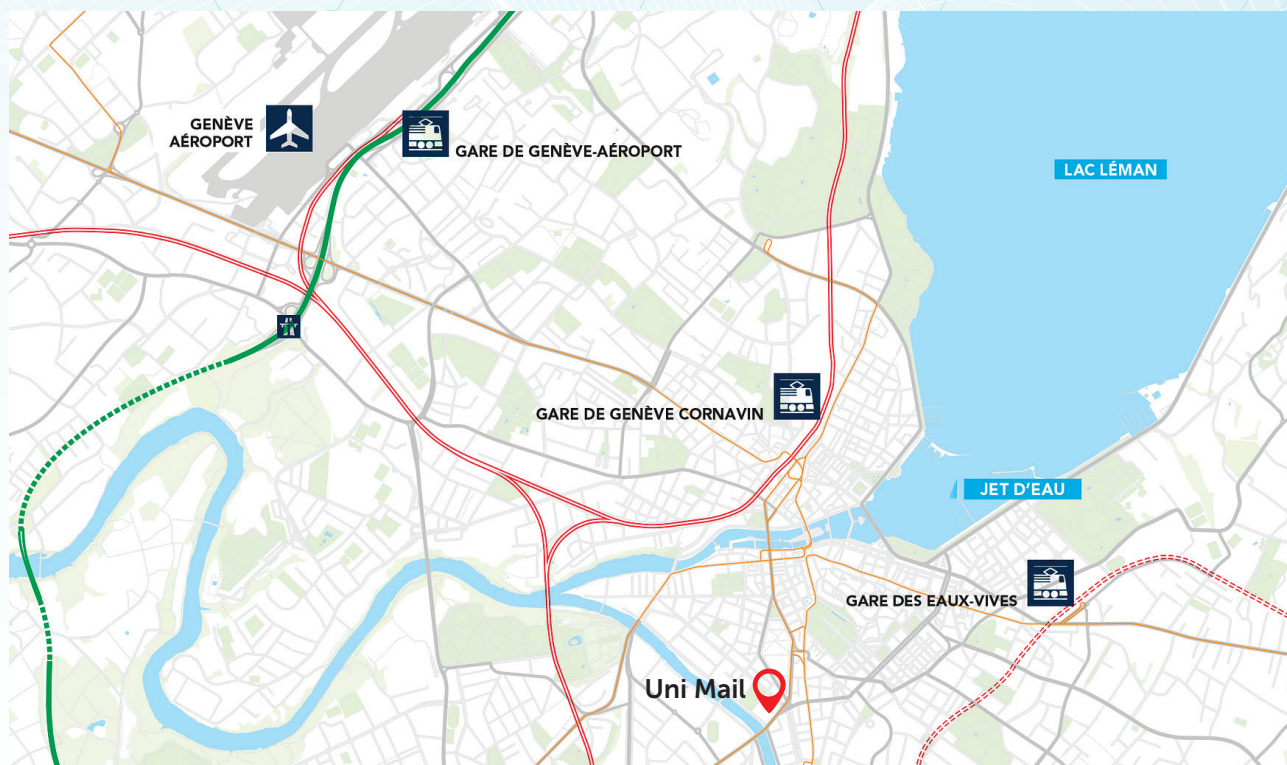 GENÈVE
AÉROPORT
GARE DE GENÈVE-AÉROPORT
LAC LÉMAN
GARE DE GENÈVE CORNAVIN
JET D'EAU
GARE DES EAUX-VIVES
Uni Mail